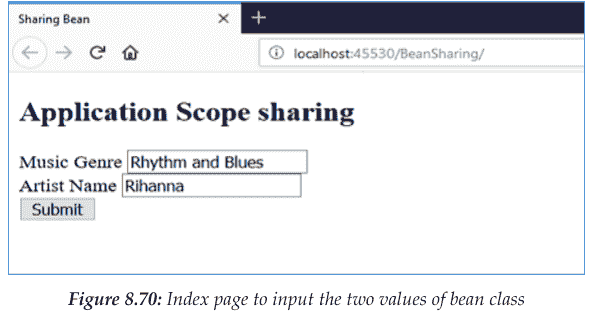 Sharing Bean
localhost:45530/BeanSharing/
Application Scope sharing
Music Genre Rhythm and Blues
Artist Name Rihanna
Submit
Figure 8.70: Index page to input the two values of bean class